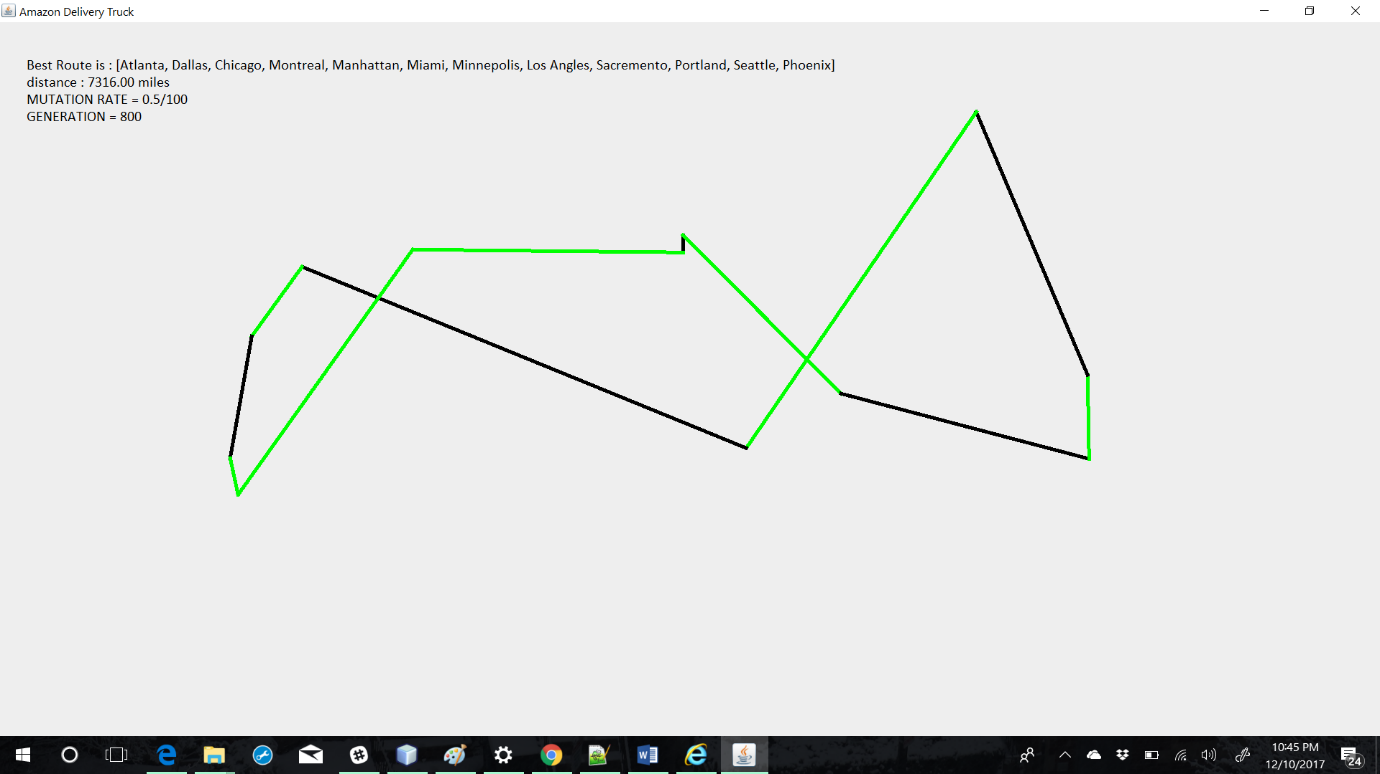 Amazon Delivery Truck
Best Route is : [Atlanta, Dallas, Chicago, Montreal, Manhattan, Miami, Minnepolis, Los Angles, Sacremento, Portland, Seattle, Phoenix]
distance : 7316.00 miles
MUTATION RATE = 0.5/100
GENERATION = 800
10:45 PM
12/10/2017
24